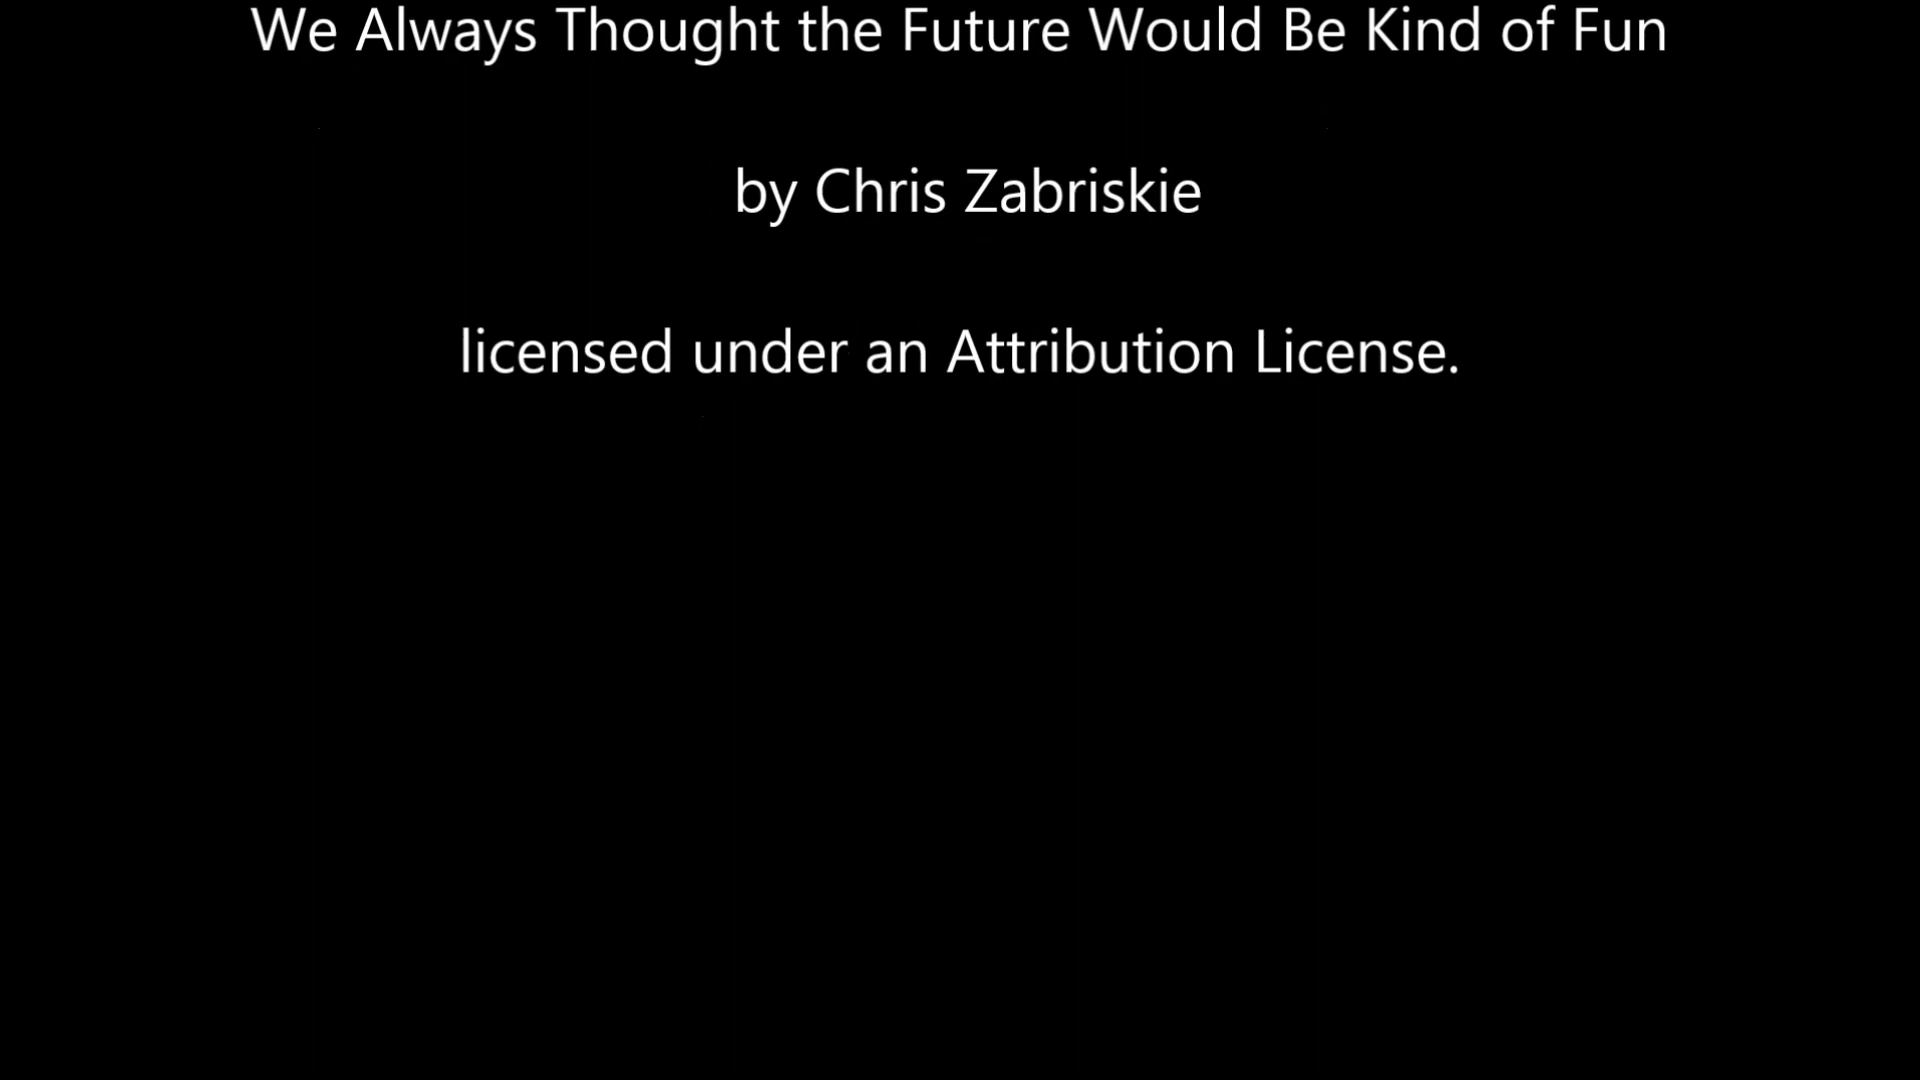 We Always Thought the Future Would Be Kind of Fun
by Chris Zabriskie
licensed under an Attribution License.